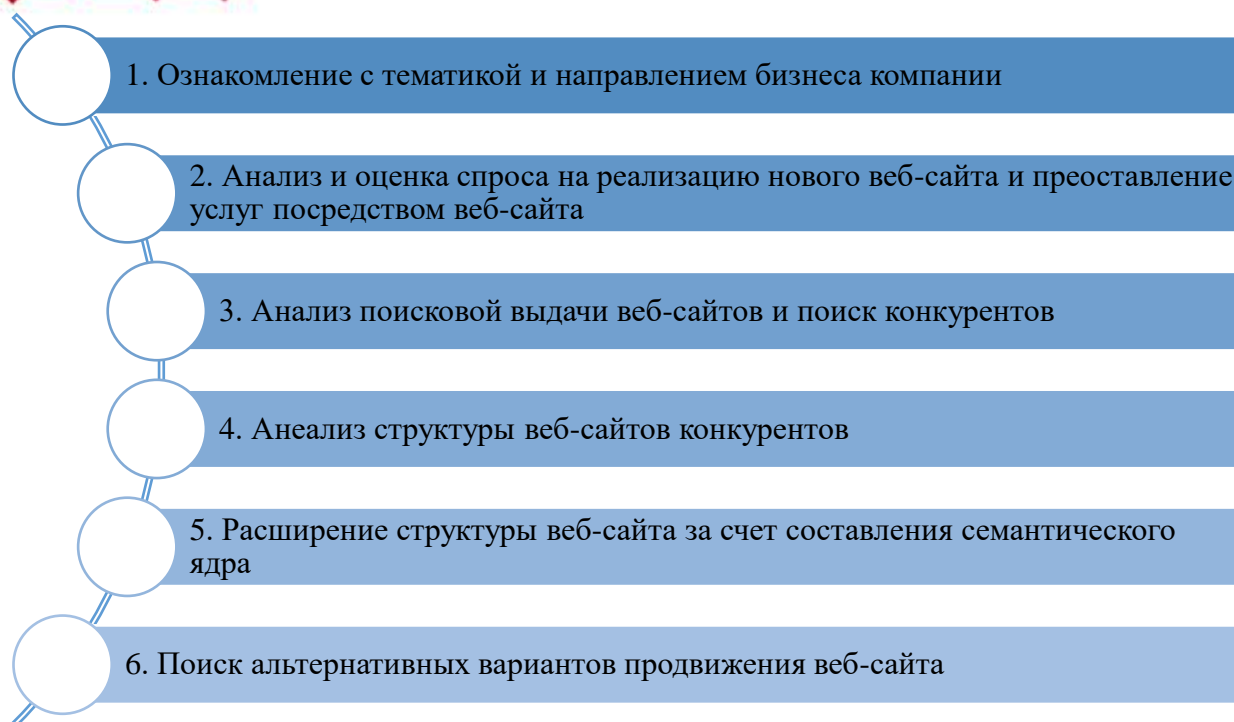 1. Ознакомление с тематикой и направлением бизнеса компании
2. Анализ и оценка спроса на реализацию нового веб-сайта и преоставление
услуг посредством веб-сайта
3. Анализ поисковой выдачи веб-сайтов и поиск конкурентов
4. Анеализ структуры веб-сайтов конкурентов
5. Расширение структуры веб-сайта за счет составления семантического
ядра
6. Поиск альтернативных вариантов продвижения веб-сайта